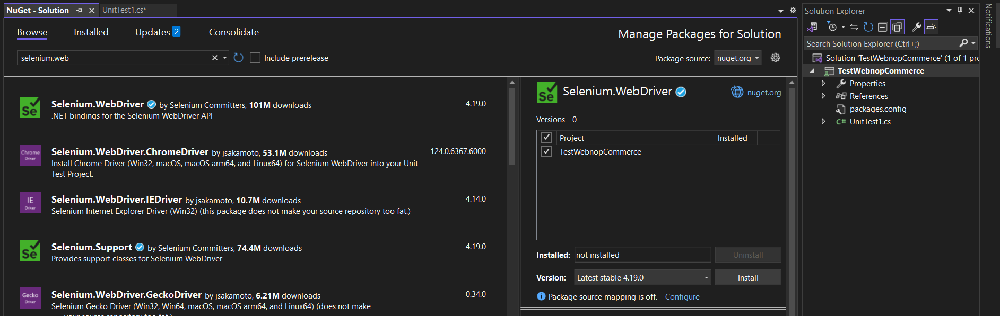 NuGet - Solution
UnitTest1.cs*
Browse
Installed
Updates 2
Consolidate
Manage Packages for Solution
selenium.web
Include prerelease
Package source: nuget.org
Se
Selenium.WebDriver by Selenium Committers, 101M downloads
4.19.0
.NET bindings for the Selenium WebDriver API
Chrome
Driver
Selenium.WebDriver.ChromeDriver by jsakamoto, 53.1M downloads
124.0.6367.6000
Install Chrome Driver (Win32, macOS, macOS arm64, and Linux64) for Selenium WebDriver into your Unit
Test Project.
IE
Driver
Selenium.WebDriver.IEDriver by jsakamoto, 10.7M downloads
4.14.0
Selenium Internet Explorer Driver (Win32) (this package does not make your source repository too fat.)
Se
Selenium.Support by Selenium Committers, 74.4M downloads
4.19.0
Provides support classes for Selenium WebDriver
Gecko
Driver
Selenium.WebDriver.GeckoDriver by jsakamoto, 6.21M downloads
0.34.0
Selenium Gecko Driver (Win32, Win64, macOS, macOS arm64, and Linux64) (does not make
your source repository too fat.)
Se
Selenium.WebDriver
nuget.org
Versions - 0
Project
Installed
TestWebnopCommerce
Installed: not installed
Uninstall
Version: Latest stable 4.19.0
Install
Package source mapping is off. Configure
Solution Explorer
Search Solution Explorer (Ctrl+;)
Solution 'TestWebnopCommerce' (1 of 1 pro
TestWebnopCommerce
Properties
References
packages.config
C# UnitTest1.cs
Notifications